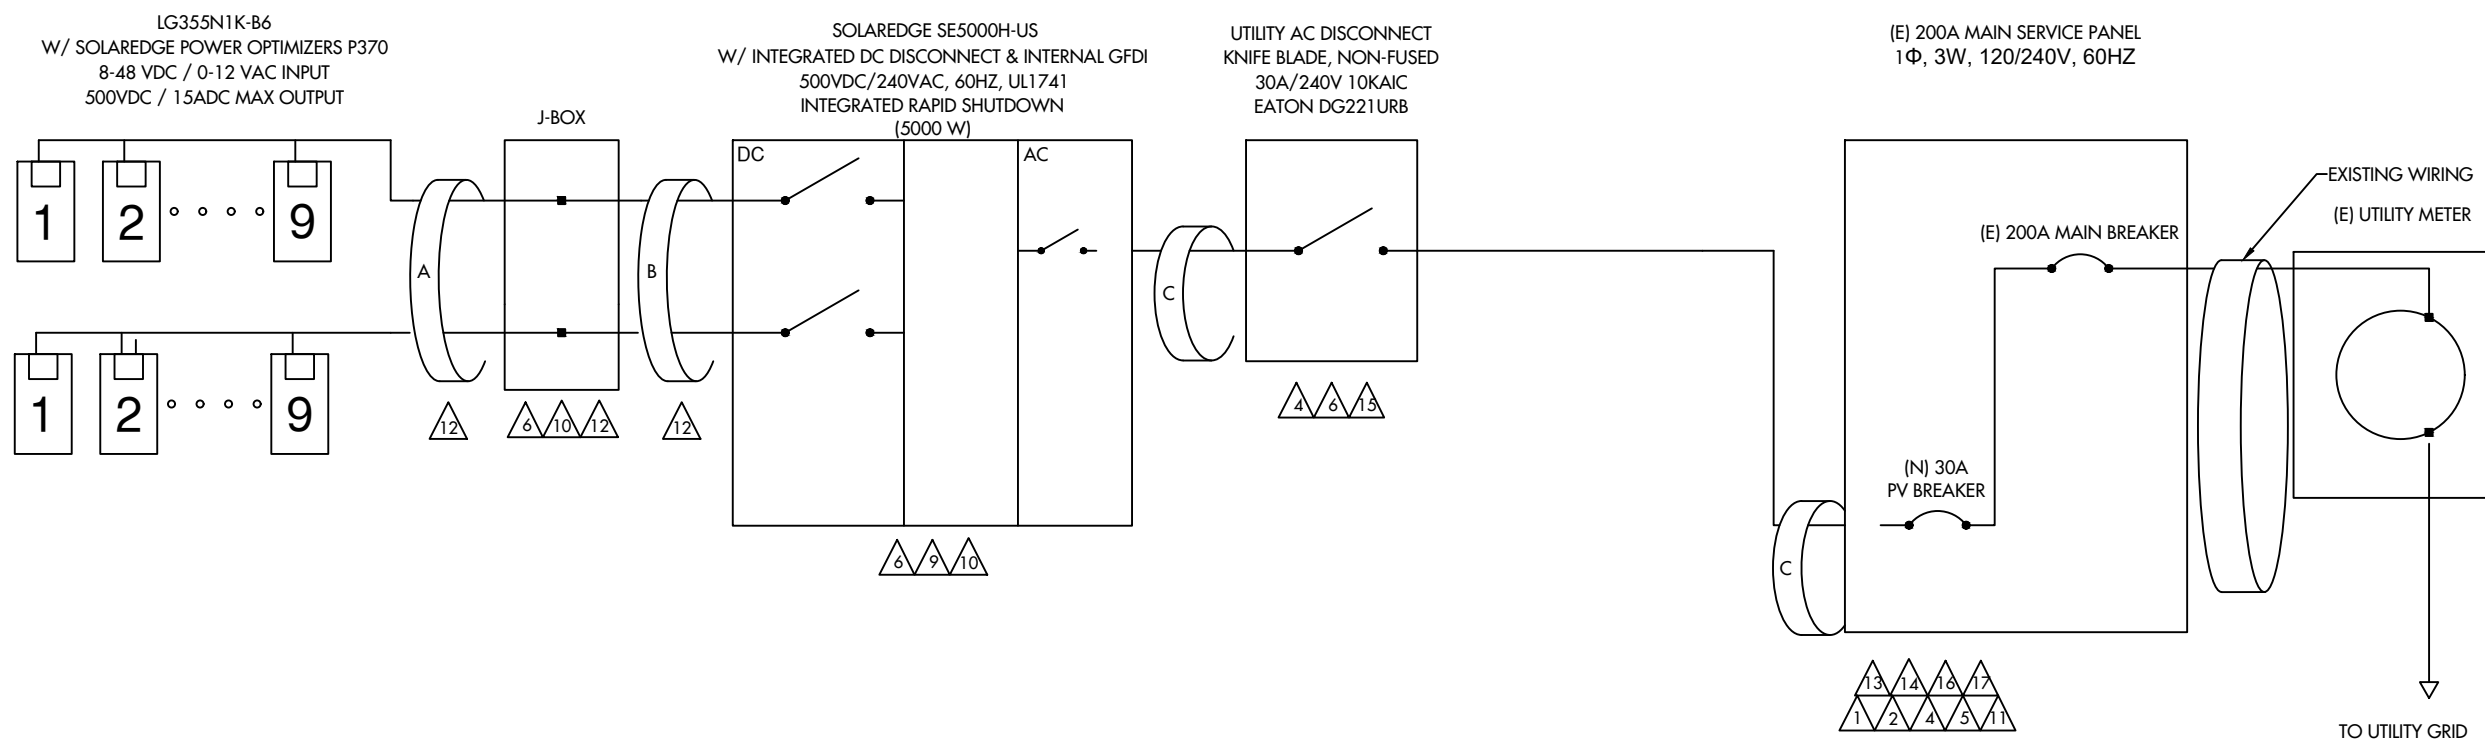 LG355N1K-B6
W/ SOLAREDGE POWER OPTIMIZERS P370
8-48 VDC / 0-12 VAC INPUT
500VDC / 15ADC MAX OUTPUT
J-BOX
SOLAREDGE SE5000H-US
W/ INTEGRATED DC DISCONNECT & INTERNAL GFDI
500VDC/240VAC, 60HZ, UL1741
INTEGRATED RAPID SHUTDOWN
(5000 W)
UTILITY AC DISCONNECT
KNIFE BLADE, NON-FUSED
30A/240V 10KAIC
EATON DG221URB
(E) 200A MAIN SERVICE PANEL
1Φ, 3W, 120/240V, 60HZ
DC
AC
EXISTING WIRING
(E) UTILITY METER
(E) 200A MAIN BREAKER
1 2 9
A
B
C
1 2 9
12
6 10 12
12
4 6 15
(N) 30A
PV BREAKER
6 9 10
C
13 14 16 17
1 2 4 5 11
TO UTILITY GRID